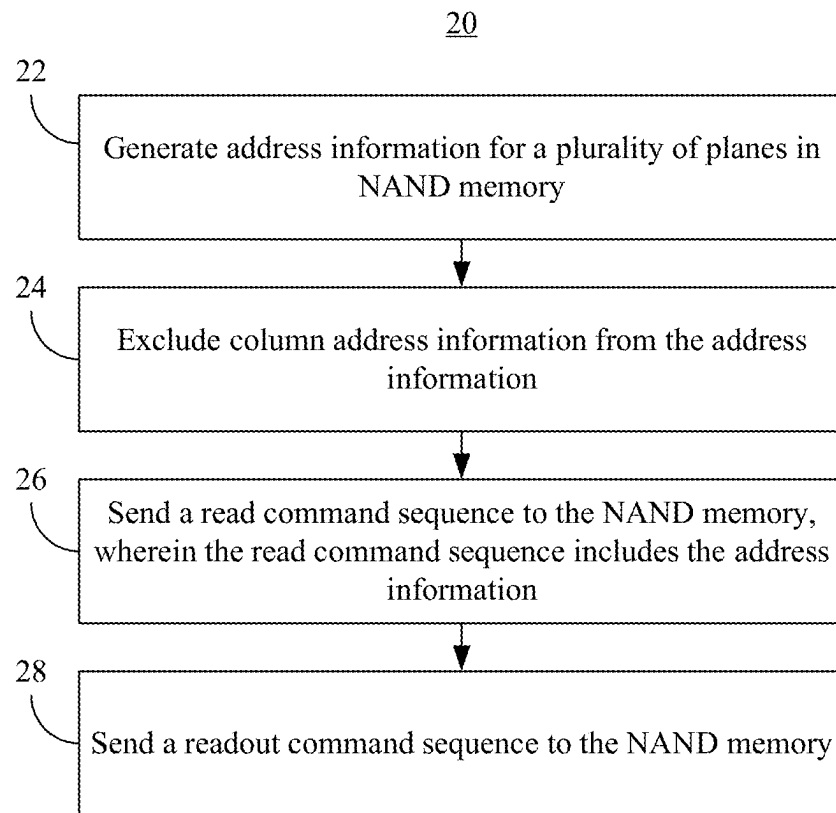 20
22
Generate address information for a plurality of planes in
NAND memory
24
Exclude column address information from the address
information
26
Send a read command sequence to the NAND memory,
wherein the read command sequence includes the address
information
28
Send a readout command sequence to the NAND memory